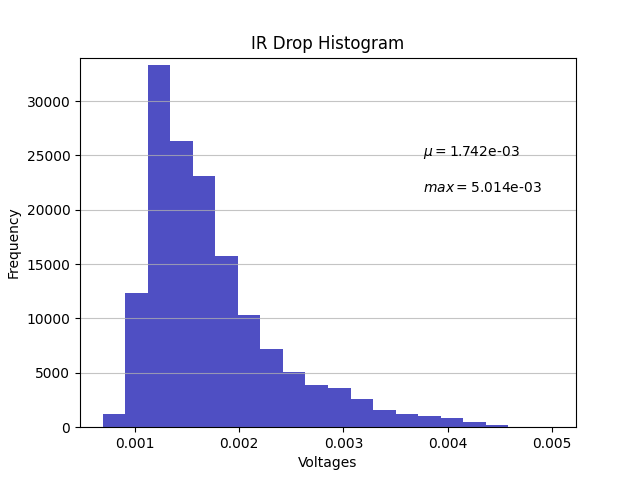 IR Drop Histogram
30000
25000
20000
15000
10000
5000
0
Frequency
μ = 1.742e-03
max = 5.014e-03
0.001 0.002 0.003 0.004 0.005
Voltages